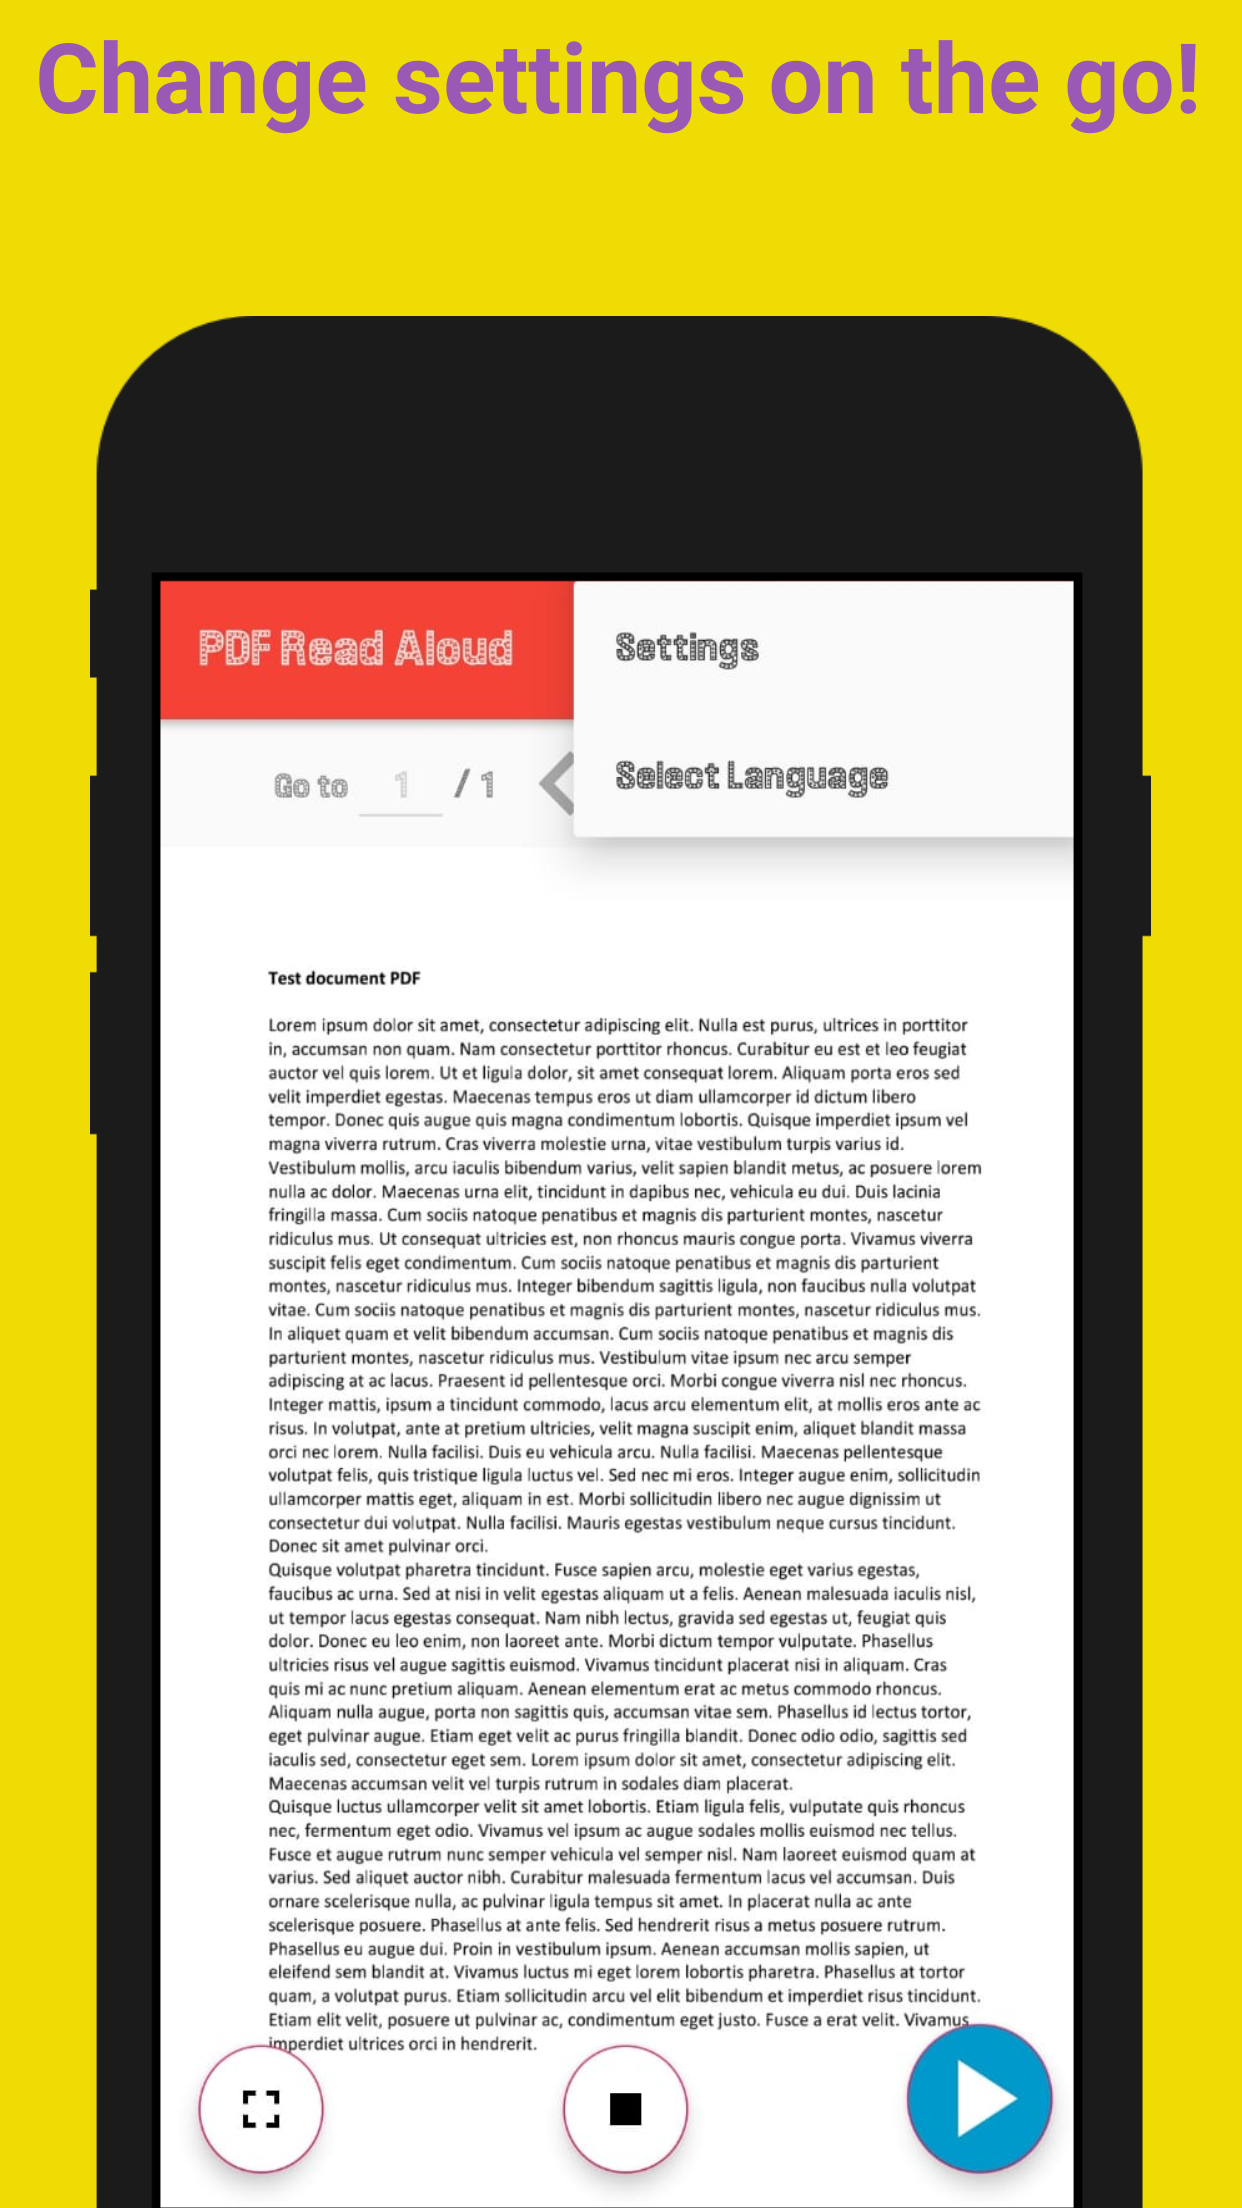 Change settings on the go!
PDF Read Aloud
Settings
Go to 1 / 1
Select Language
Test document PDF
Lorem ipsum dolor sit amet, consectetur adipiscing elit. Nulla est purus, ultrices in porttitor
in, accumsan non quam. Nam consectetur porttitor rhoncus. Curabitur eu est et leo feugiat
auctor vel quis lorem. Ut et ligula dolor, sit amet consequat lorem. Aliquam porta eros sed
velit imperdiet egestas. Maecenas tempus eros ut diam ullamcorper id dictum libero
tempor. Donec quis augue quis magna condimentum lobortis. Quisque imperdiet ipsum vel
magna viverra rutrum. Cras viverra molestie urna, vitae vestibulum turpis varius id.
Vestibulum mollis, arcu iaculis bibendum varius, velit sapien blandit metus, ac posuere lorem
nulla ac dolor. Maecenas urna elit, tincidunt in dapibus nec, vehicula eu dui. Duis lacinia
fringilla massa. Cum sociis natoque penatibus et magnis dis parturient montes, nascetur
ridiculus mus. Ut consequat ultricies est, non rhoncus mauris congue porta. Vivamus viverra
suscipit felis eget condimentum. Cum sociis natoque penatibus et magnis dis parturient
montes, nascetur ridiculus mus. Integer bibendum sagittis ligula, non faucibus nulla volutpat
vitae. Cum sociis natoque penatibus et magnis dis parturient montes, nascetur ridiculus mus.
In aliquet quam et velit bibendum accumsan. Cum sociis natoque penatibus et magnis dis
parturient montes, nascetur ridiculus mus. Vestibulum vitae ipsum nec arcu semper
adipiscing at ac lacus. Praesent id pellentesque orci. Morbi congue viverra nisl nec rhoncus.
Integer mattis, ipsum a tincidunt commodo, lacus arcu elementum elit, at mollis eros ante ac
risus. In volutpat, ante at pretium ultricies, velit magna suscipit enim, aliquet blandit massa
orci nec lorem. Nulla facilisi. Duis eu vehicula arcu. Nulla facilisi. Maecenas pellentesque
volutpat felis, quis tristique ligula luctus vel. Sed nec mi eros. Integer augue enim, sollicitudin
ullamcorper mattis eget, aliquam in est. Morbi sollicitudin libero nec augue dignissim ut
consectetur dui volutpat. Nulla facilisi. Mauris egestas vestibulum neque cursus tincidunt.
Donec sit amet pulvinar orci.
Quisque volutpat pharetra tincidunt. Fusce sapien arcu, molestie eget varius egestas,
faucibus ac urna. Sed at nisi in velit egestas aliquam ut a felis. Aenean malesuada iaculis nisl,
ut tempor lacus egestas consequat. Nam nibh lectus, gravida sed egestas ut, feugiat quis
dolor. Donec eu leo enim, non laoreet ante. Morbi dictum tempor vulputate. Phasellus
ultricies risus vel augue sagittis euismod. Vivamus tincidunt placerat nisi in aliquam. Cras
quis mi ac nunc pretium aliquam. Aenean elementum erat ac metus commodo rhoncus.
Aliquam nulla augue, porta non sagittis quis, accumsan vitae sem. Phasellus id lectus tortor,
eget pulvinar augue. Etiam eget velit ac purus fringilla blandit. Donec odio odio, sagittis sed
iaculis sed, consectetur eget sem. Lorem ipsum dolor sit amet, consectetur adipiscing elit.
Maecenas accumsan velit vel turpis rutrum in sodales diam placerat.
Quisque luctus ullamcorper velit sit amet lobortis. Etiam ligula felis, vulputate quis rhoncus
nec, fermentum eget odio. Vivamus vel ipsum ac augue sodales mollis euismod nec tellus.
Fusce et augue rutrum nunc semper vehicula vel semper nisl. Nam laoreet euismod quam at
varius. Sed aliquet auctor nibh. Curabitur malesuada fermentum lacus vel accumsan. Duis
ornare scelerisque nulla, ac pulvinar ligula tempus sit amet. In placerat nulla ac ante
scelerisque posuere. Phasellus at ante felis. Sed hendrerit risus a metus posuere rutrum.
Phasellus eu augue dui. Proin in vestibulum ipsum. Aenean accumsan mollis sapien, ut
eleifend sem blandit at. Vivamus luctus mi eget lorem lobortis pharetra. Phasellus at tortor
quam, a volutpat purus. Etiam sollicitudin arcu vel elit bibendum et imperdiet risus tincidunt.
Etiam elit velit, posuere ut pulvinar ac, condimentum eget justo. Fusce a erat velit. Vivamus
imperdiet ultrices orci in hendrerit.